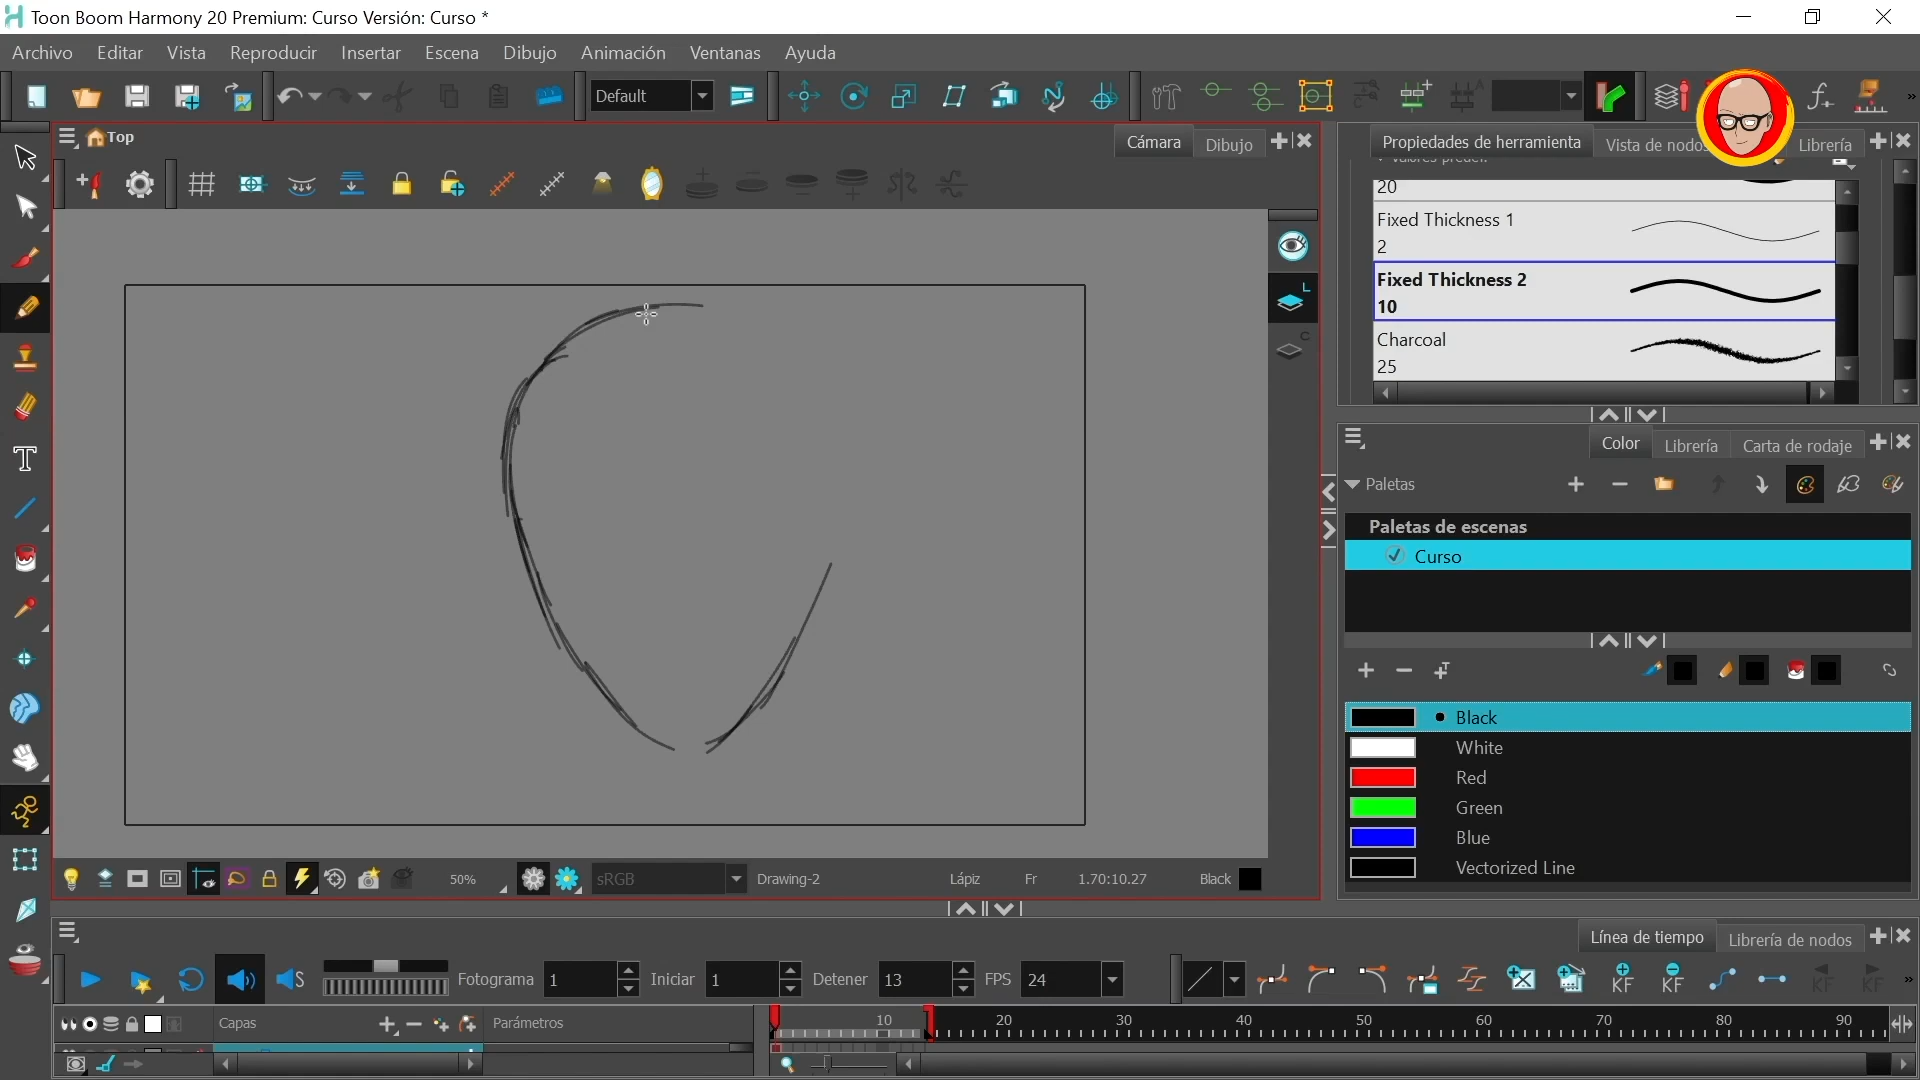 Toon Boom Harmony 20 Premium: Curso Versión: Curso *
Archivo Editar Vista Reproducir Insertar Escena Dibujo Animación Ventanas Ayuda
Default
Top
Cámara Dibujo
Propiedades de herramienta Vista de nodos Librería
20
Fixed Thickness 1
2
Fixed Thickness 2
10
Charcoal
25
L
C
Color Librería Carta de rodaje
Paletas
Paletas de escenas
Curso
T
Black
White
Red
Green
Blue
Vectorized Line
50% sRGB Drawing-2 Lápiz Fr 1.70:10.27 Black
Línea de tiempo Librería de nodos
S Fotograma 1 Iniciar 1 Detener 13 FPS 24 KF KF KF KF
Capas Parámetros 10 20 30 40 50 60 70 80 90